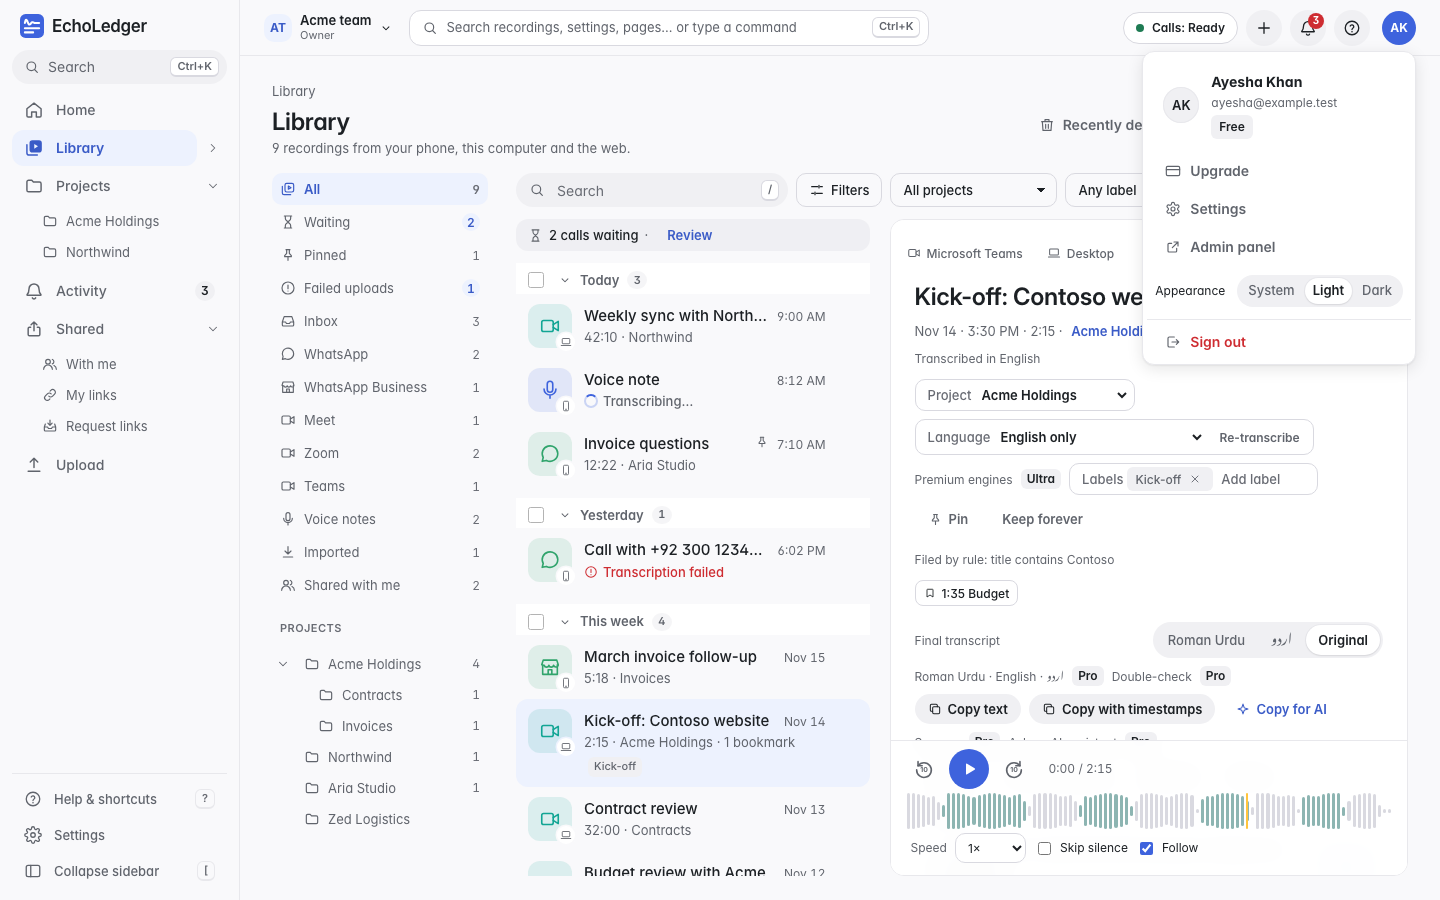 EchoLedger
Search Ctrl+K
Home
Library
Projects
Acme Holdings
Northwind
Activity 3
Shared
With me
My links
Request links
Upload
Help & shortcuts ?
Settings
Collapse sidebar [
AT Acme team
Owner
Search recordings, settings, pages... or type a command Ctrl+K
Calls: Ready
3
AK
Library
Library
9 recordings from your phone, this computer and the web.
Recently de
AK
Ayesha Khan
ayesha@example.test
Free
Upgrade
Settings
Admin panel
Appearance System Light Dark
Sign out
All 9
Waiting 2
Pinned 1
Failed uploads 1
Inbox 3
WhatsApp 2
WhatsApp Business 1
Meet 1
Zoom 2
Teams 1
Voice notes 2
Imported 1
Shared with me 2
PROJECTS
Acme Holdings 4
Contracts 1
Invoices 1
Northwind 1
Aria Studio 1
Zed Logistics
Search /
Filters
All projects
Any label
2 calls waiting · Review
Today 3
Weekly sync with North... 9:00 AM
42:10 · Northwind
Voice note 8:12 AM
Transcribing...
Invoice questions 7:10 AM
12:22 · Aria Studio
Yesterday 1
Call with +92 300 1234... 6:02 PM
Transcription failed
This week 4
March invoice follow-up Nov 15
5:18 · Invoices
Kick-off: Contoso website Nov 14
2:15 · Acme Holdings · 1 bookmark
Kick-off
Contract review Nov 13
32:00 · Contracts
Budget review with Acme Nov 12
Microsoft Teams Desktop
Kick-off: Contoso we
Nov 14 · 3:30 PM · 2:15 · Acme Holdi
Transcribed in English
Project Acme Holdings
Language English only Re-transcribe
Premium engines Ultra Labels Kick-off × Add label
Pin Keep forever
Filed by rule: title contains Contoso
1:35 Budget
Final transcript Roman Urdu اردو Original
Roman Urdu · English · اردو Pro Double-check Pro
Copy text Copy with timestamps Copy for AI
10 10 0:00 / 2:15
Speed 1× Skip silence Follow